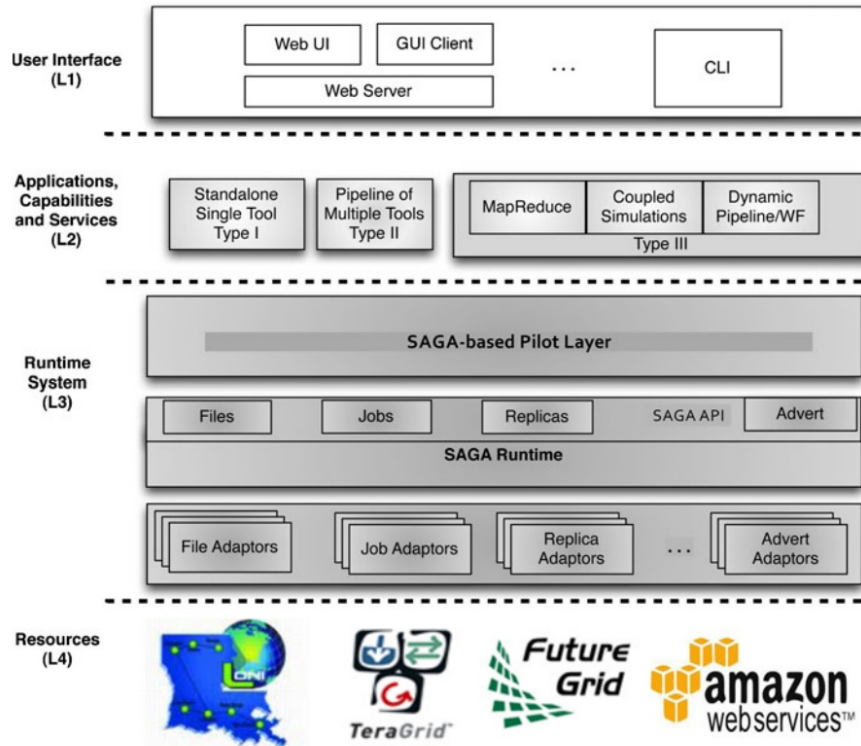 User Interface
(L1)
Web UI
GUI Client
Web Server
...
CLI
Applications,
Capabilities
and Services
(L2)
Standalone
Single Tool
Type I
Pipeline of
Multiple Tools
Type II
MapReduce
Coupled
Simulations
Dynamic
Pipeline/WF
Type III
Runtime
System
(L3)
SAGA-based Pilot Layer
Files
Jobs
Replicas
SAGA API
Advert
SAGA Runtime
File Adaptors
Job Adaptors
Replica
Adaptors
...
Advert
Adaptors
Resources
(L4)
LONI
TeraGrid™
Future
Grid
amazon
webservices™